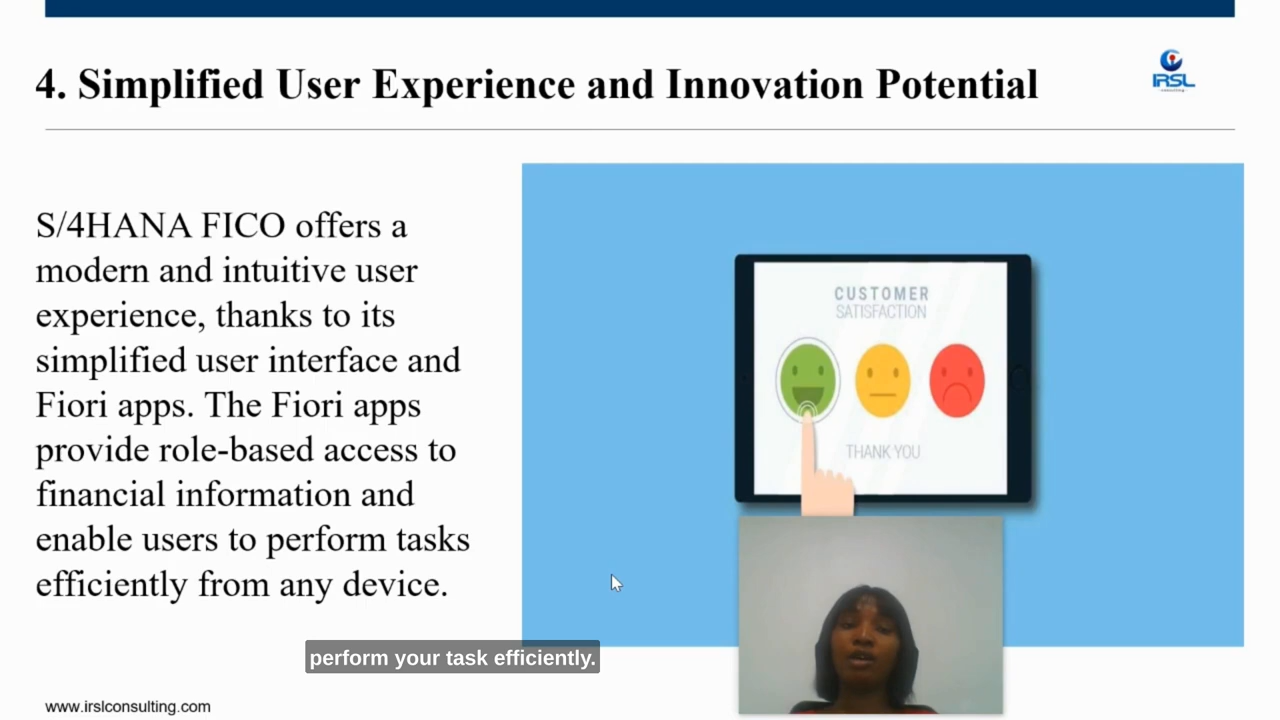 4. Simplified User Experience and Innovation Potential
IRSL
S/4HANA FICO offers a
modern and intuitive user
experience, thanks to its
simplified user interface and
Fiori apps. The Fiori apps
provide role-based access to
financial information and
enable users to perform tasks
efficiently from any device.
CUSTOMER
SATISFACTION
THANK YOU
perform your task efficiently.
www.irslconsulting.com